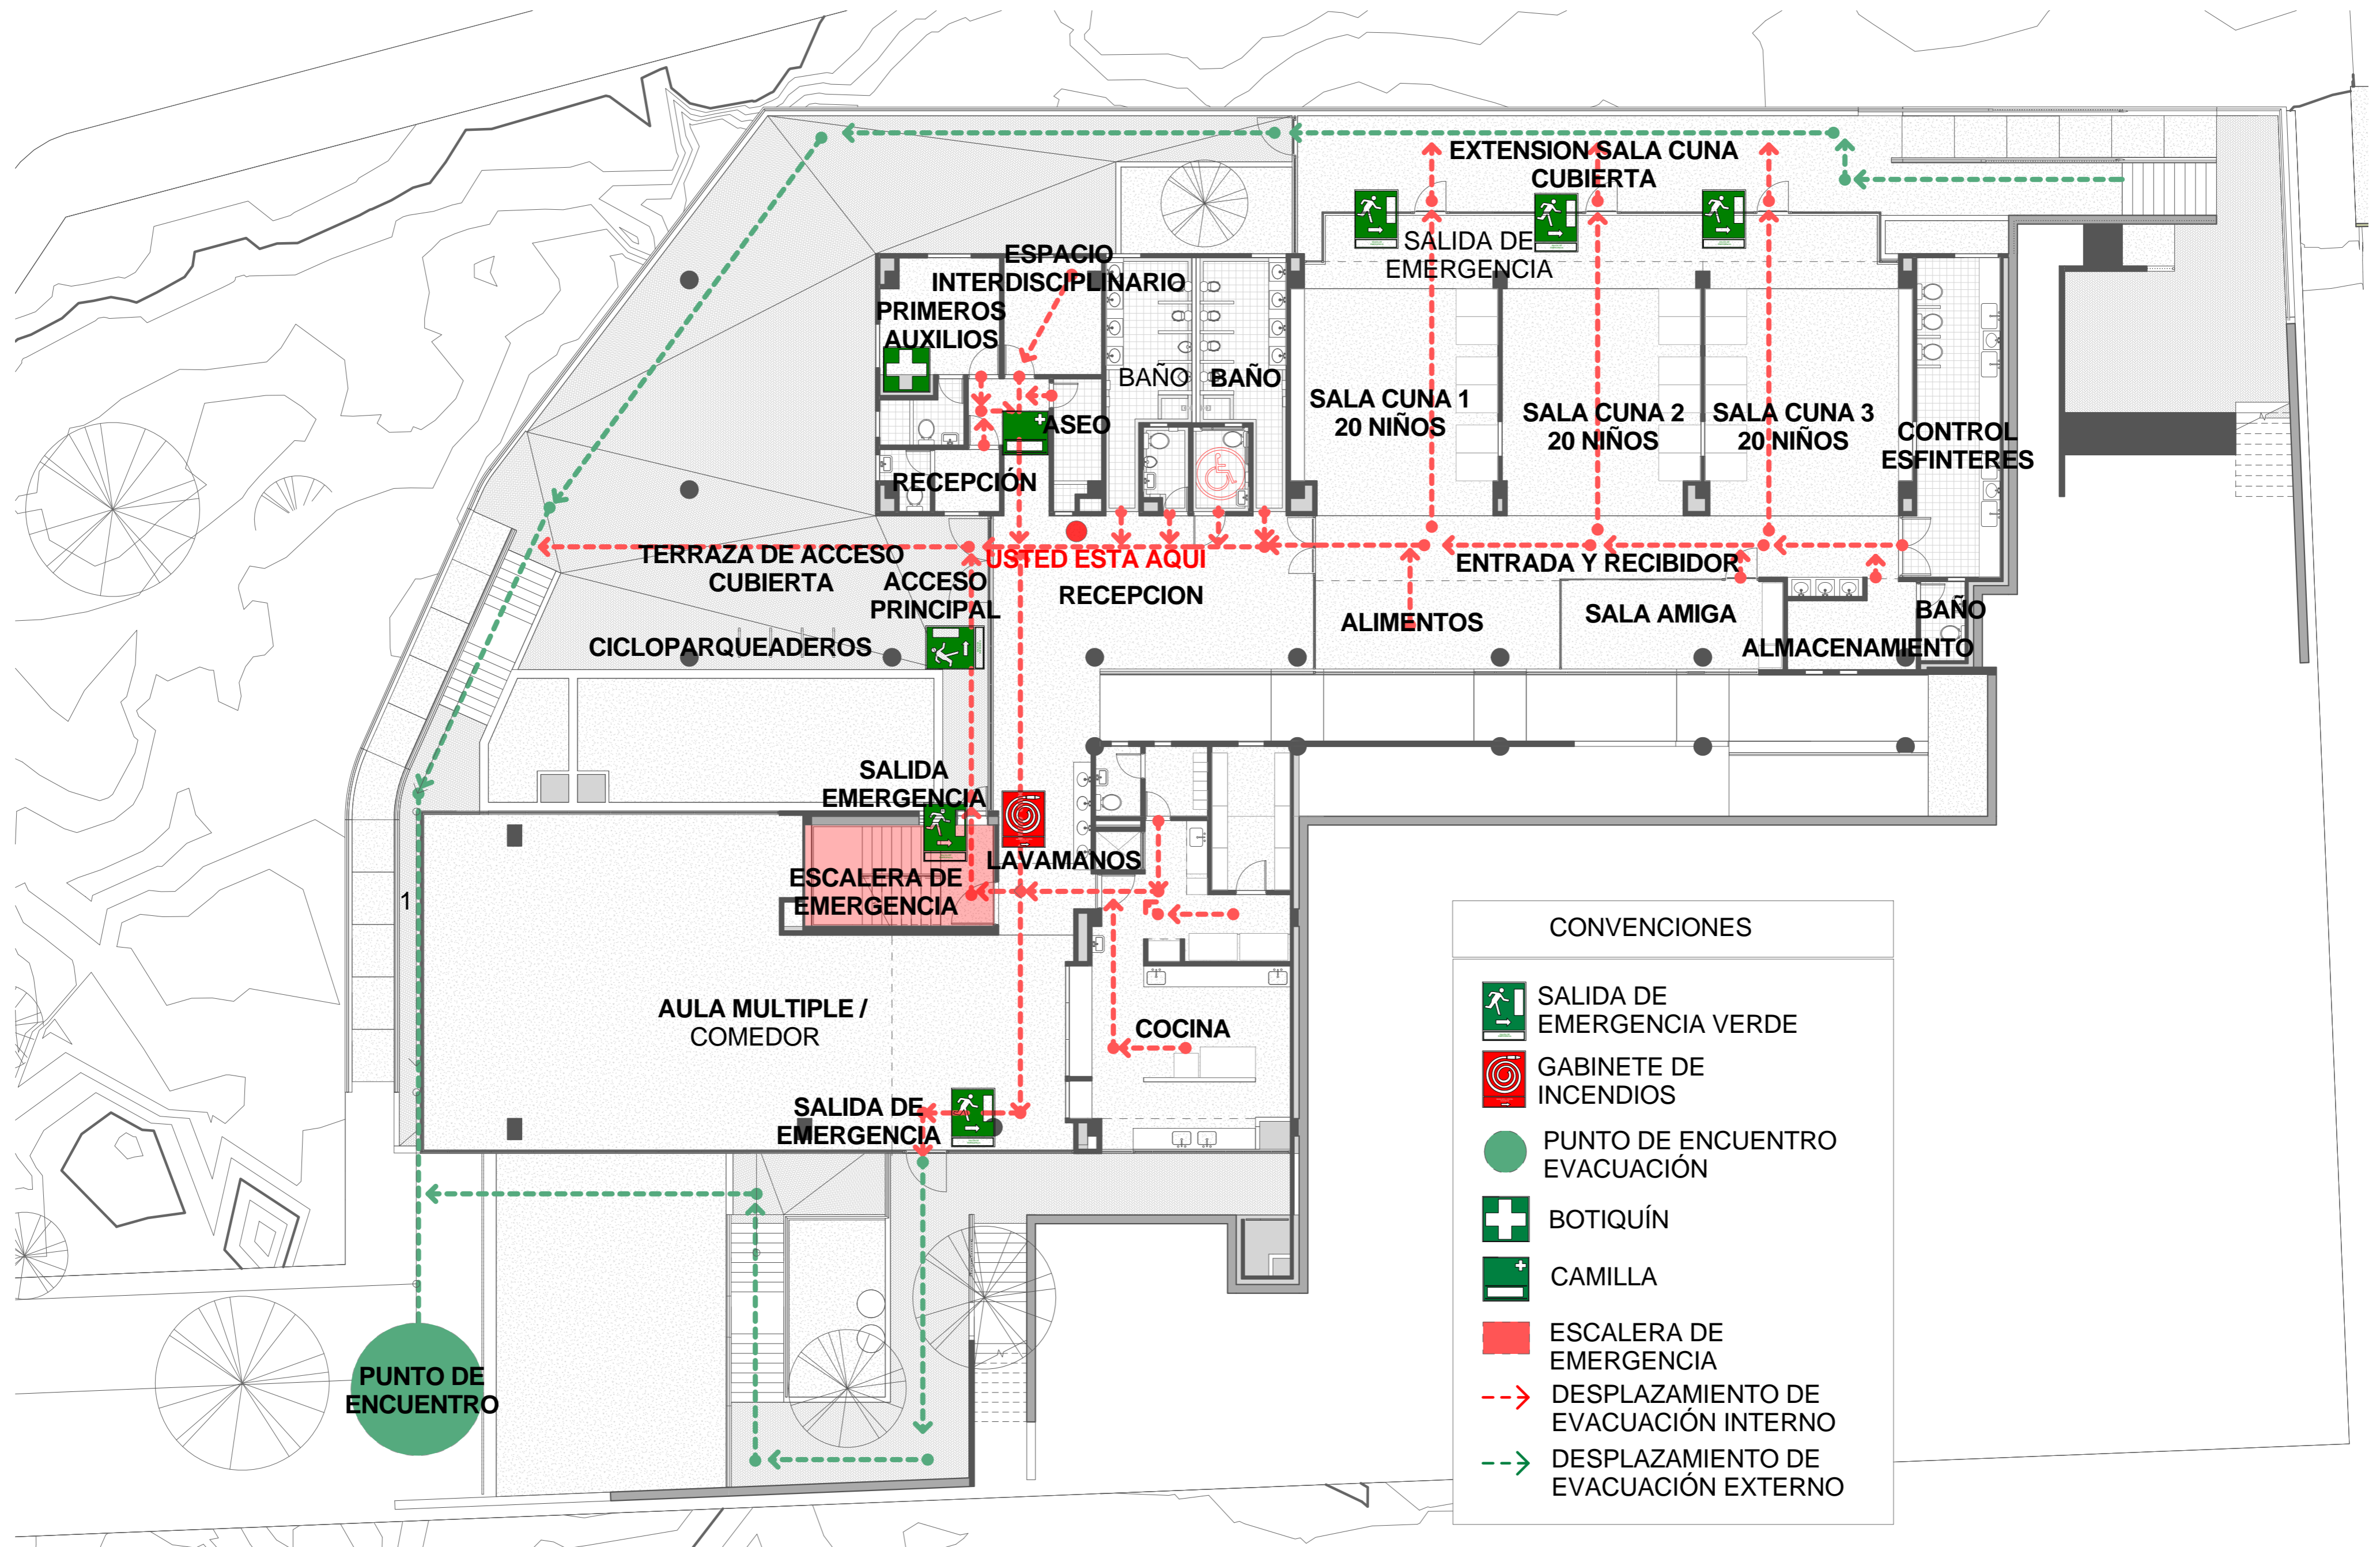 EXTENSION SALA CUNA
CUBIERTA
SALIDA DE
EMERGENCIA
ESPACIO
INTERDISCIPLINARIO
PRIMEROS
AUXILIOS
BAÑO
BAÑO
ASEO
RECEPCIÓN
SALA CUNA 1
20 NIÑOS
SALA CUNA 2
20 NIÑOS
SALA CUNA 3
20 NIÑOS
CONTROL
ESFINTERES
TERRAZA DE ACCESO
CUBIERTA
ACCESO
PRINCIPAL
USTED ESTA AQUI
RECEPCION
ENTRADA Y RECIBIDOR
ALIMENTOS
SALA AMIGA
BAÑO
ALMACENAMIENTO
CICLOPARQUEADEROS
SALIDA
EMERGENCIA
LAVAMANOS
ESCALERA DE
EMERGENCIA
1
AULA MULTIPLE /
COMEDOR
COCINA
SALIDA DE
EMERGENCIA
PUNTO DE
ENCUENTRO
CONVENCIONES
SALIDA DE
EMERGENCIA VERDE
GABINETE DE
INCENDIOS
PUNTO DE ENCUENTRO
EVACUACIÓN
BOTIQUÍN
CAMILLA
ESCALERA DE
EMERGENCIA
DESPLAZAMIENTO DE
EVACUACIÓN INTERNO
DESPLAZAMIENTO DE
EVACUACIÓN EXTERNO